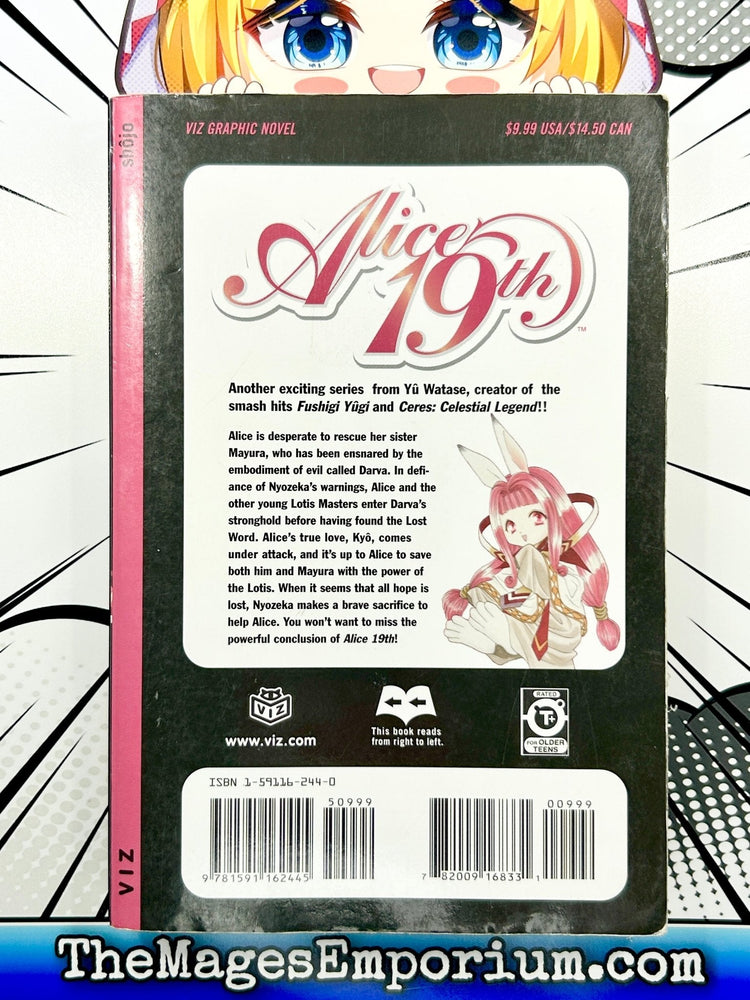 shôjo
VIZ GRAPHIC NOVEL
$9.99 USA/$14.50 CAN
Alice
19th
TM
Another exciting series from Yû Watase, creator of the
smash hits Fushigi Yûgi and Ceres: Celestial Legend!!
Alice is desperate to rescue her sister
Mayura, who has been ensnared by the
embodiment of evil called Darva. In defi-
ance of Nyozeka's warnings, Alice and the
other young Lotis Masters enter Darva's
stronghold before having found the Lost
Word. Alice's true love, Kyô, comes
under attack, and it's up to Alice to save
both him and Mayura with the power of
the Lotis. When it seems that all hope is
lost, Nyozeka makes a brave sacrifice to
help Alice. You won't want to miss the
powerful conclusion of Alice 19th!
VIZ
www.viz.com
This book reads
from right to left.
RATED
T+
FOR OLDER
TEENS
ISBN 1-59116-244-0
50999
00999
9 781591 162445
7 82009 16833 1
VIZ
TheMagesEmporium.com